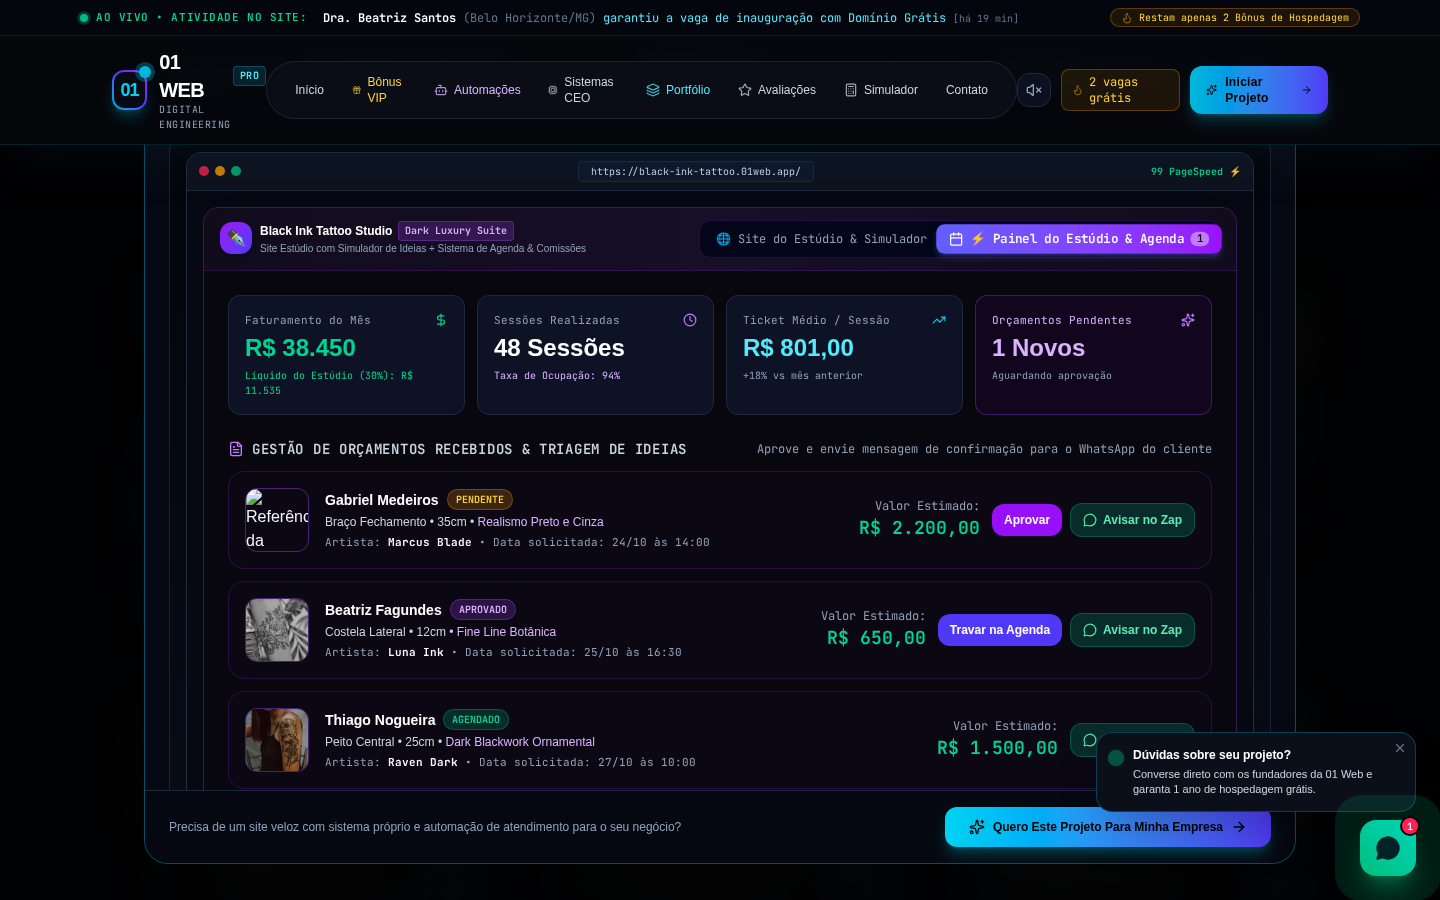 AO VIVO • ATIVIDADE NO SITE: Dra. Beatriz Santos (Belo Horizonte/MG) garantiu a vaga de inauguração com Domínio Grátis [há 19 min]
Restam apenas 2 Bônus de Hospedagem
01
01 WEB
PRO
DIGITAL
ENGINEERING
Início
Bônus VIP
Automações
Sistemas CEO
Portfólio
Avaliações
Simulador
Contato
2 vagas grátis
Iniciar Projeto
https://black-ink-tattoo.01web.app/
99 PageSpeed ⚡
Black Ink Tattoo Studio
Dark Luxury Suite
Site Estúdio com Simulador de Ideias + Sistema de Agenda & Comissões
🌐 Site do Estúdio & Simulador
⚡ Painel do Estúdio & Agenda 1
Faturamento do Mês
R$ 38.450
Líquido do Estúdio (30%): R$
11.535
Sessões Realizadas
48 Sessões
Taxa de Ocupação: 94%
Ticket Médio / Sessão
R$ 801,00
+18% vs mês anterior
Orçamentos Pendentes
1 Novos
Aguardando aprovação
GESTÃO DE ORÇAMENTOS RECEBIDOS & TRIAGEM DE IDEIAS
Aprove e envie mensagem de confirmação para o WhatsApp do cliente
Gabriel Medeiros
PENDENTE
Braço Fechamento • 35cm • Realismo Preto e Cinza
Artista: Marcus Blade • Data solicitada: 24/10 às 14:00
Valor Estimado:
R$ 2.200,00
Aprovar
Avisar no Zap
Beatriz Fagundes
APROVADO
Costela Lateral • 12cm • Fine Line Botânica
Artista: Luna Ink • Data solicitada: 25/10 às 16:30
Valor Estimado:
R$ 650,00
Travar na Agenda
Avisar no Zap
Thiago Nogueira
AGENDADO
Peito Central • 25cm • Dark Blackwork Ornamental
Artista: Raven Dark • Data solicitada: 27/10 às 10:00
Valor Estimado:
R$ 1.500,00
Dúvidas sobre seu projeto?
Converse direto com os fundadores da 01 Web e
garanta 1 ano de hospedagem grátis.
Precisa de um site veloz com sistema próprio e automação de atendimento para o seu negócio?
Quero Este Projeto Para Minha Empresa
1